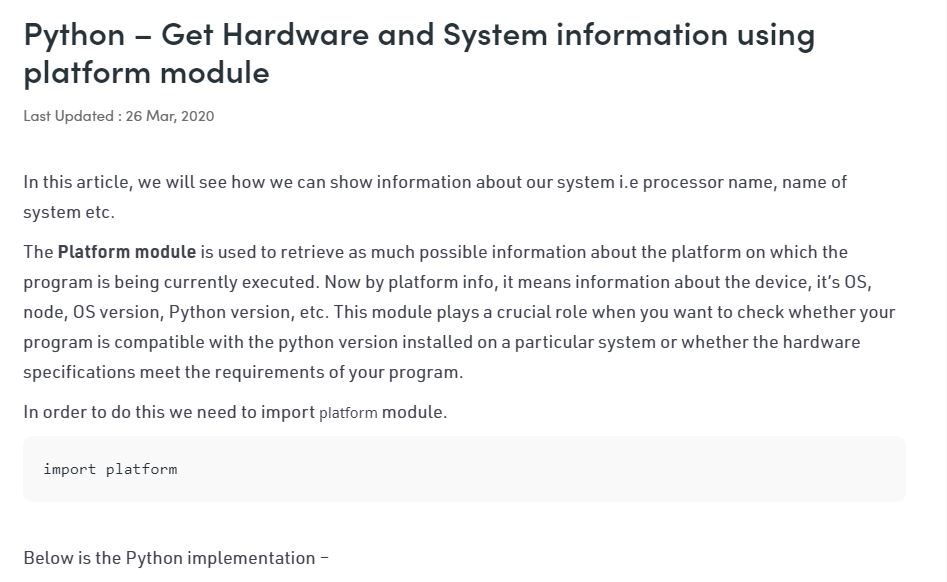 Python – Get Hardware and System information using
platform module
Last Updated : 26 Mar, 2020
In this article, we will see how we can show information about our system i.e processor name, name of
system etc.
The Platform module is used to retrieve as much possible information about the platform on which the
program is being currently executed. Now by platform info, it means information about the device, it’s OS,
node, OS version, Python version, etc. This module plays a crucial role when you want to check whether your
program is compatible with the python version installed on a particular system or whether the hardware
specifications meet the requirements of your program.
In order to do this we need to import platform module.
import platform
Below is the Python implementation –